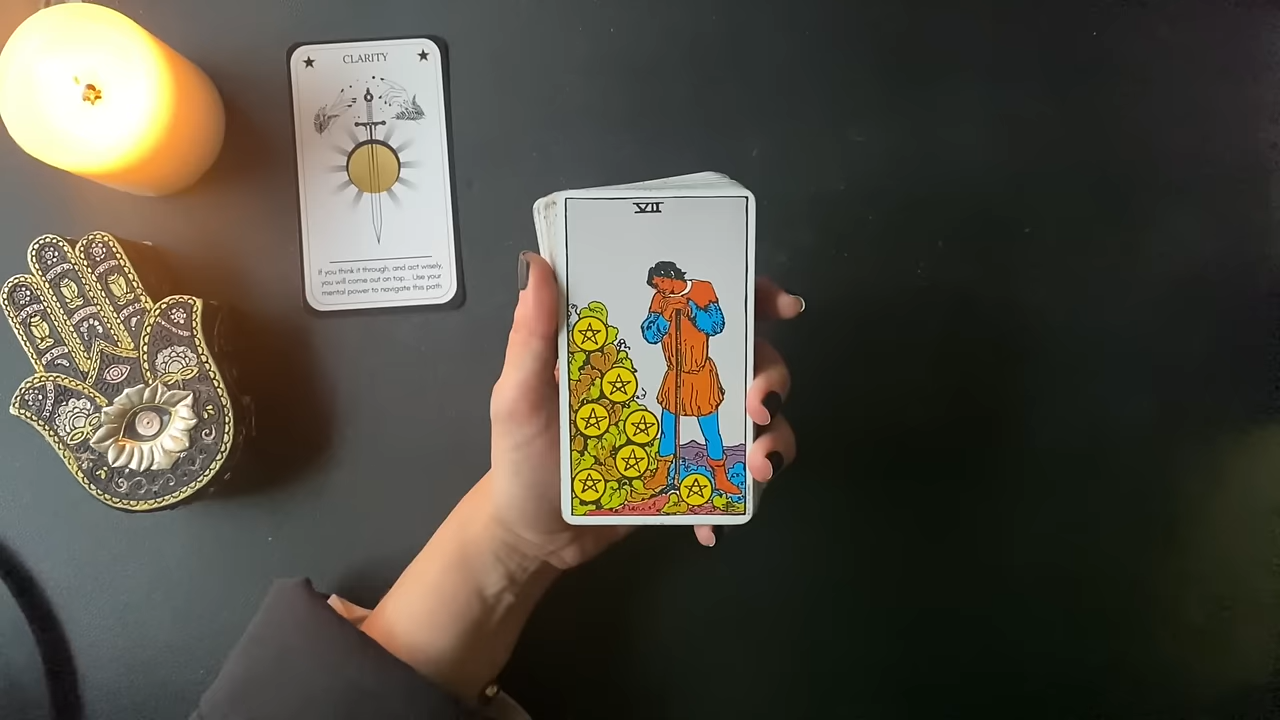 CLARITY
If you think it through, and act wisely,
you will come out on top... Use your
mental power to navigate this path
VII